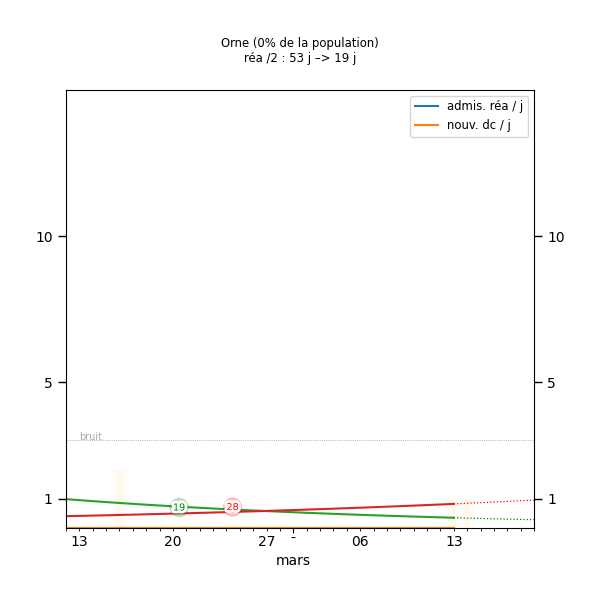 Orne (0% de la population)
réa /2 : 53 j –> 19 j
admis. réa / j
nouv. dc / j
10 10
5 5
bruit
19 28
1 1
13 20 27 - 06 13
mars